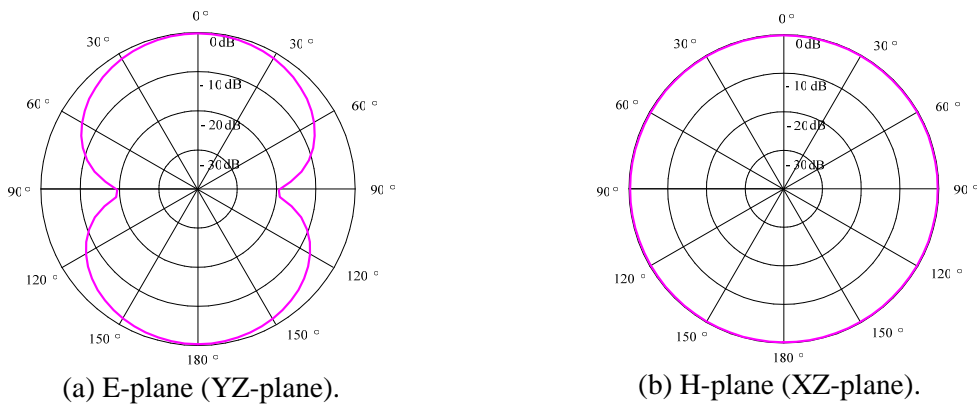 0 °
30 ° 30 °
60 ° 60 °
90 ° 90 °
120 ° 120 °
150 ° 150 °
180 °
0 dB
- 10 dB
- 20 dB
- 30 dB
(a) E-plane (YZ-plane).
0 °
30 ° 30 °
60 ° 60 °
90 ° 90 °
120 ° 120 °
150 ° 150 °
180 °
0 dB
- 10 dB
- 20 dB
- 30 dB
(b) H-plane (XZ-plane).